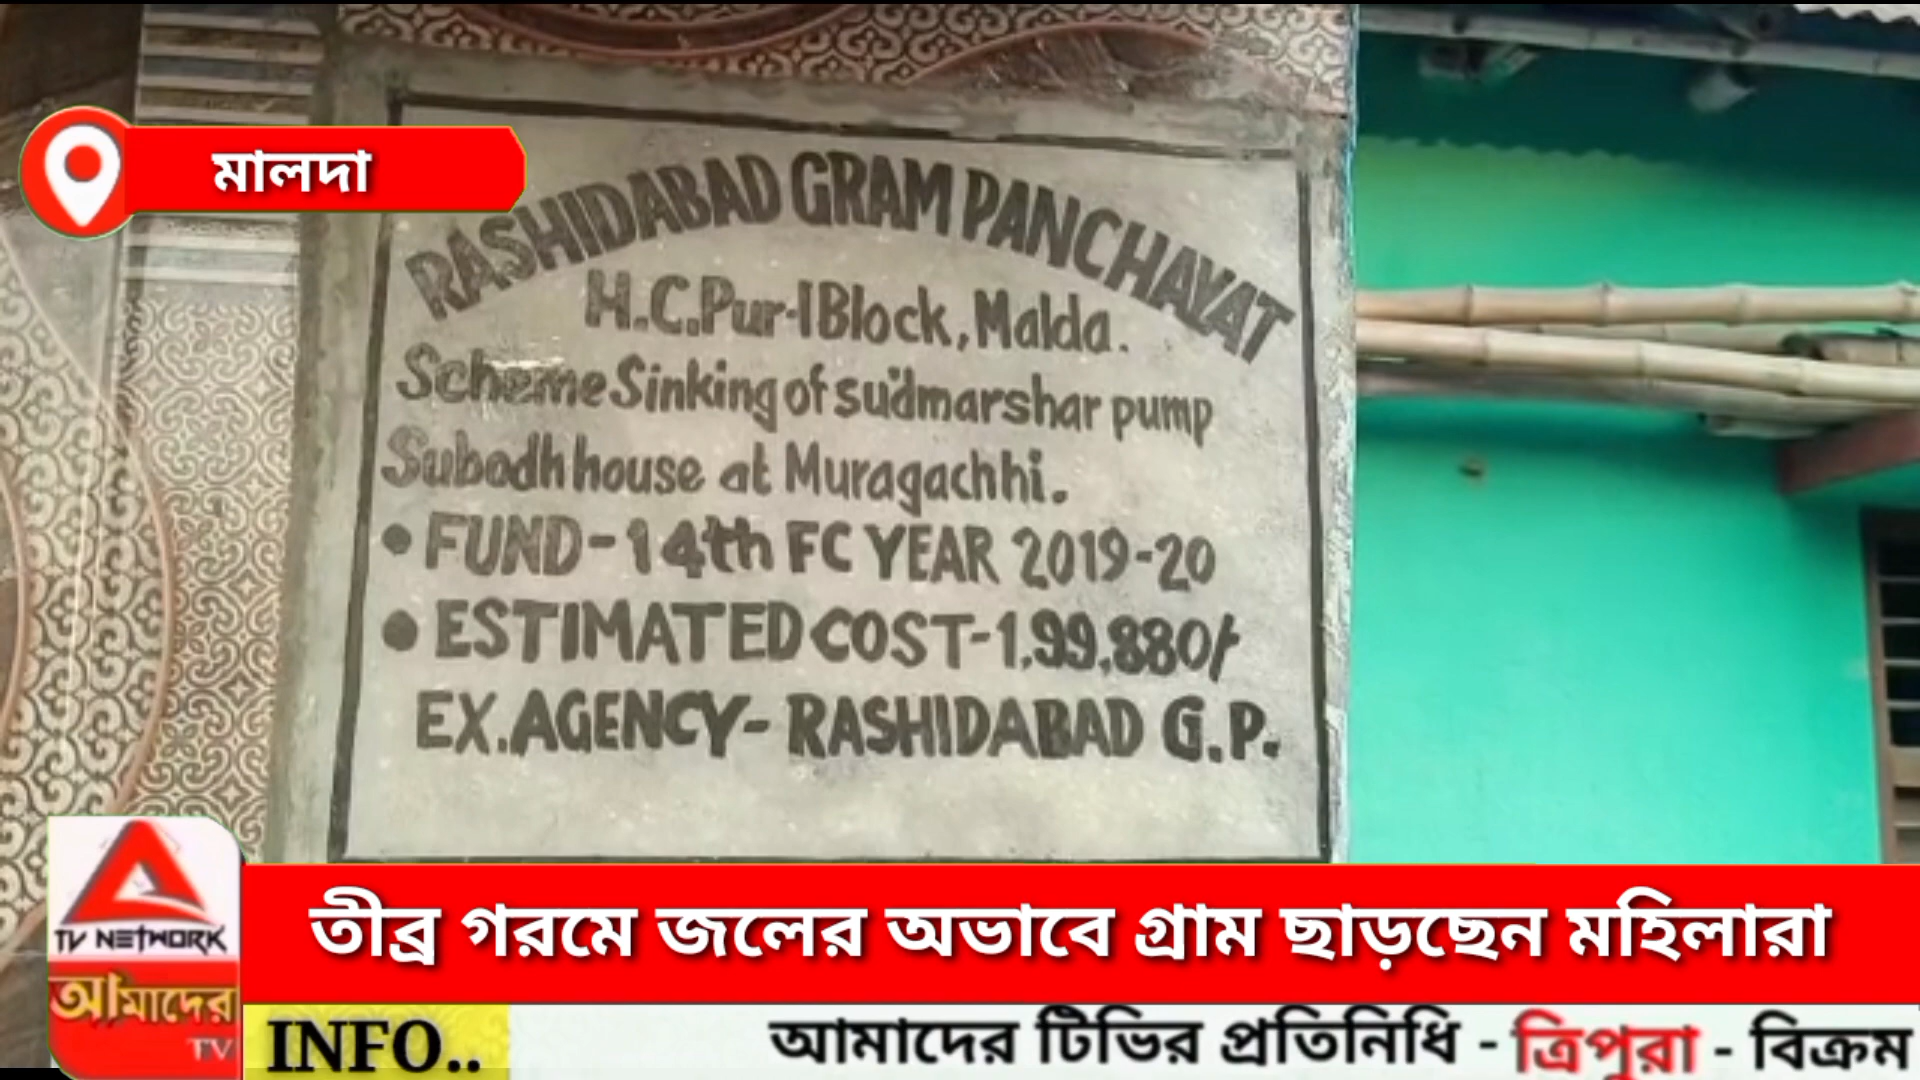 মালদা
RASHIDABAD GRAM PANCHAYAT
H.C.Pur-I Block, Malda.
Scheme Sinking of sudmarshar pump
Subodh house at Muragachhi.
• FUND-14th FC YEAR 2019-20
• ESTIMATED COST-1,99,880/-
EX.AGENCY- RASHIDABAD G.P.
TV NETWORK
আমাদের
TV
তীব্র গরমে জলের অভাবে গ্রাম ছাড়ছেন মহিলারা
INFO.. আমাদের টিভির প্রতিনিধি - ত্রিপুরা - বিক্রম